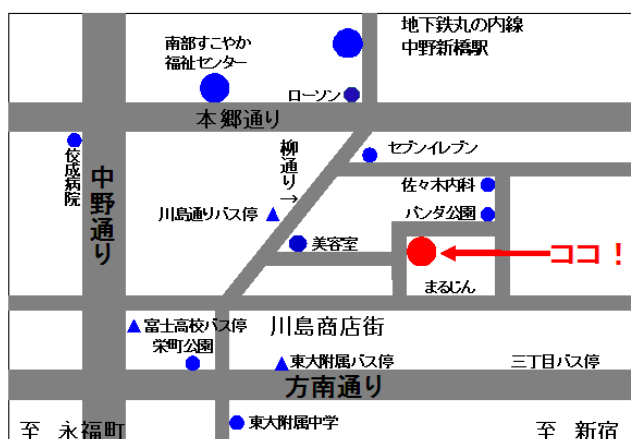 地下鉄丸の内線
中野新橋駅
南部すこやか
福祉センター
ローソン
本郷通り
佼成病院
中野通り
柳通り→
セブンイレブン
佐々木内科
パンダ公園
川島通りバス停
美容室
ココ！
まるじん
富士高校バス停
川島商店街
栄町公園
東大附属バス停
三丁目バス停
方南通り
東大附属中学
至 永福町
至 新宿